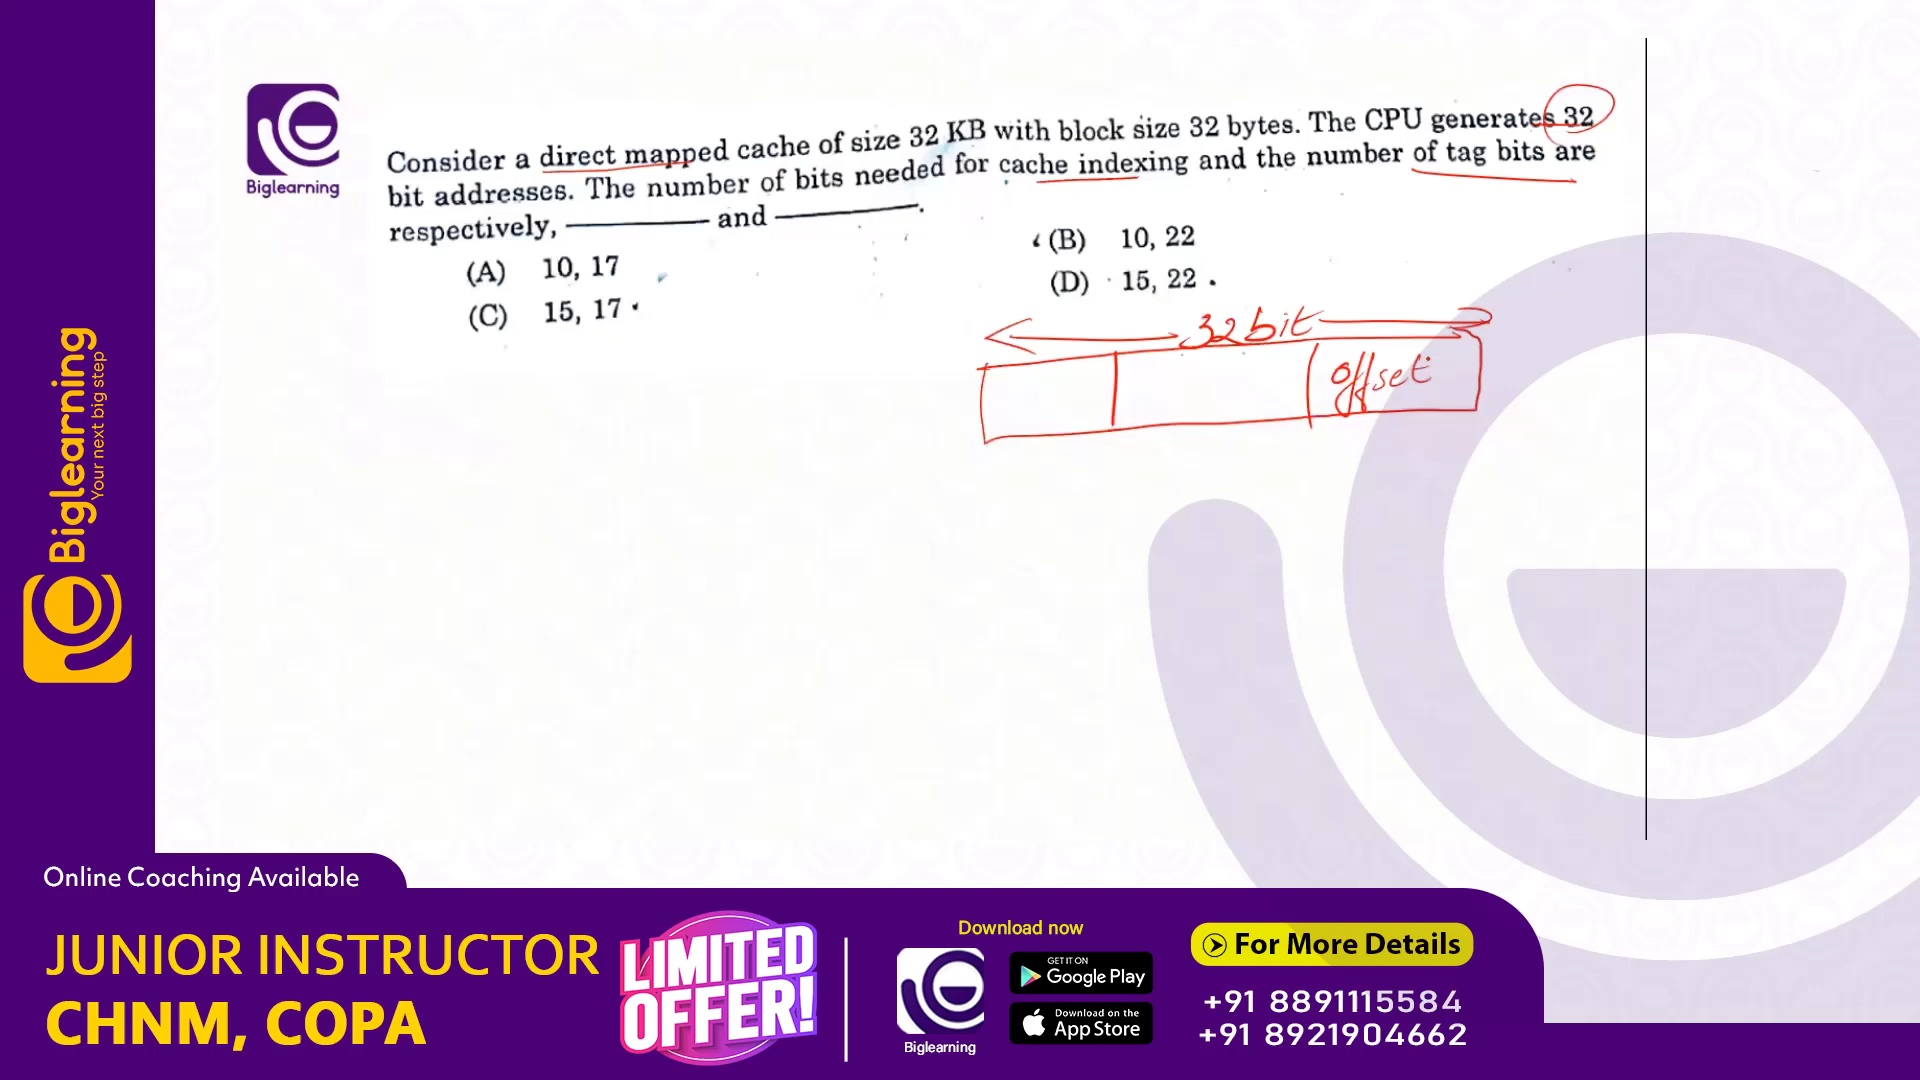 Biglearning
Consider a direct mapped cache of size 32 KB with block size 32 bytes. The CPU generates 32
bit addresses. The number of bits needed for cache indexing and the number of tag bits are
respectively, ________ and ________.
(A) 10, 17
(B) 10, 22
(C) 15, 17
(D) 15, 22
32 bit
offset
Biglearning
Your next big step
Online Coaching Available
JUNIOR INSTRUCTOR
CHNM, COPA
LIMITED
OFFER!
Download now
Biglearning
GET IT ON
Google Play
Download on the
App Store
For More Details
+91 8891115584
+91 8921904662